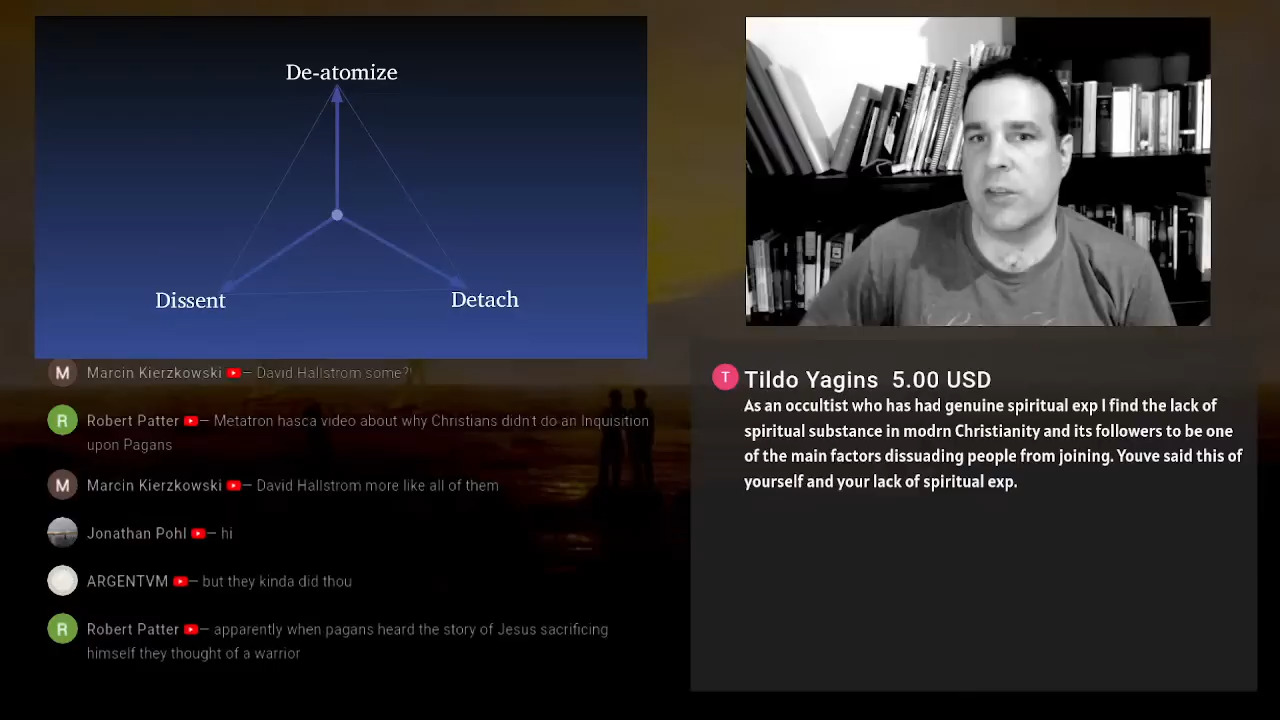 De-atomize
Dissent
Detach
M Marcin Kierzkowski — David Hallstrom some?!
R Robert Patter — Metatron hasca video about why Christians didn't do an Inquisition
upon Pagans
M Marcin Kierzkowski — David Hallstrom more like all of them
Jonathan Pohl — hi
ARGENTVM — but they kinda did thou
R Robert Patter — apparently when pagans heard the story of Jesus sacrificing
himself they thought of a warrior
T Tildo Yagins 5.00 USD
As an occultist who has had genuine spiritual exp I find the lack of
spiritual substance in modrn Christianity and its followers to be one
of the main factors dissuading people from joining. Youve said this of
yourself and your lack of spiritual exp.